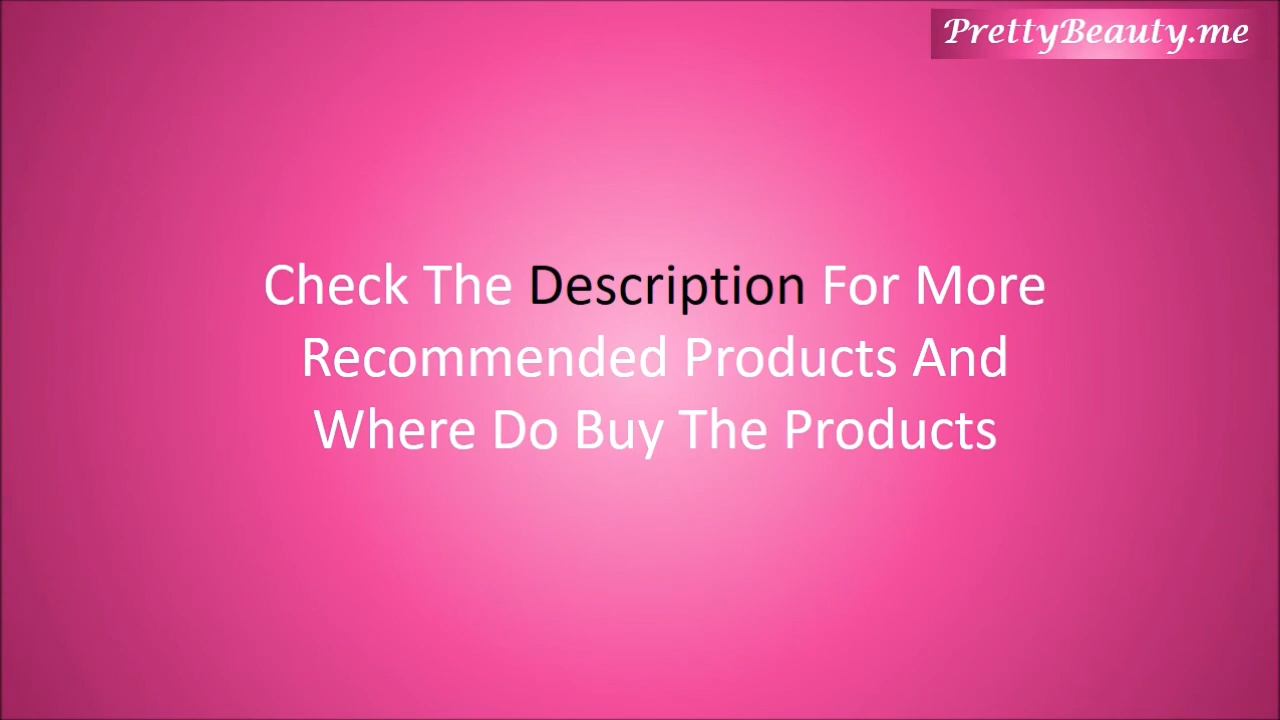 PrettyBeauty.me
Check The Description For More
Recommended Products And
Where Do Buy The Products